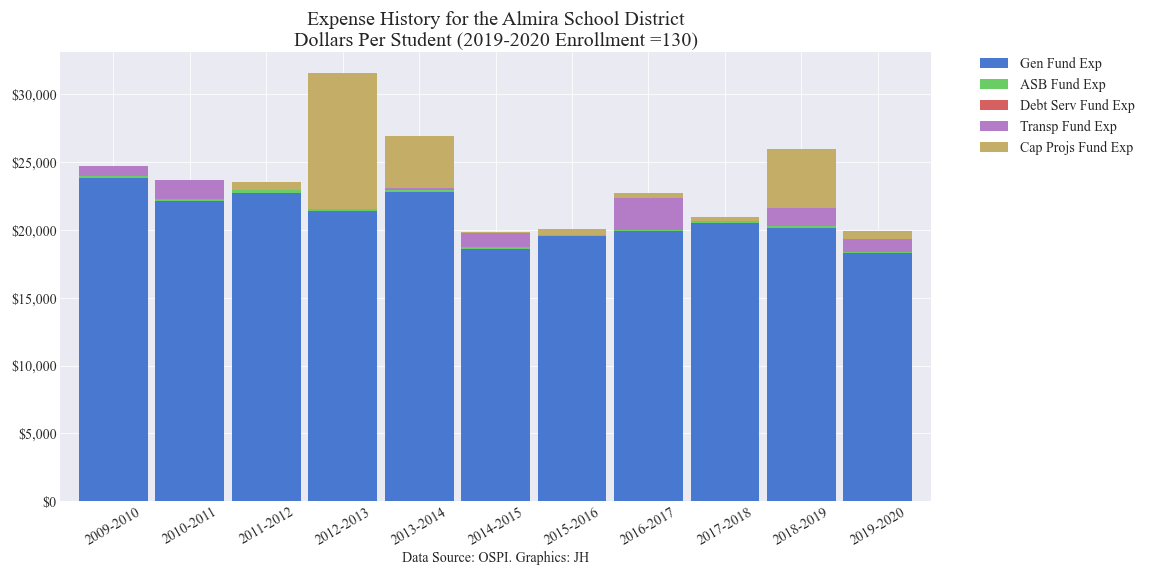 Expense History for the Almira School District
Dollars Per Student (2019-2020 Enrollment =130)
Gen Fund Exp
ASB Fund Exp
Debt Serv Fund Exp
Transp Fund Exp
Cap Projs Fund Exp
$30,000
$25,000
$20,000
$15,000
$10,000
$5,000
$0
2009-2010
2010-2011
2011-2012
2012-2013
2013-2014
2014-2015
2015-2016
2016-2017
2017-2018
2018-2019
2019-2020
Data Source: OSPI. Graphics: JH